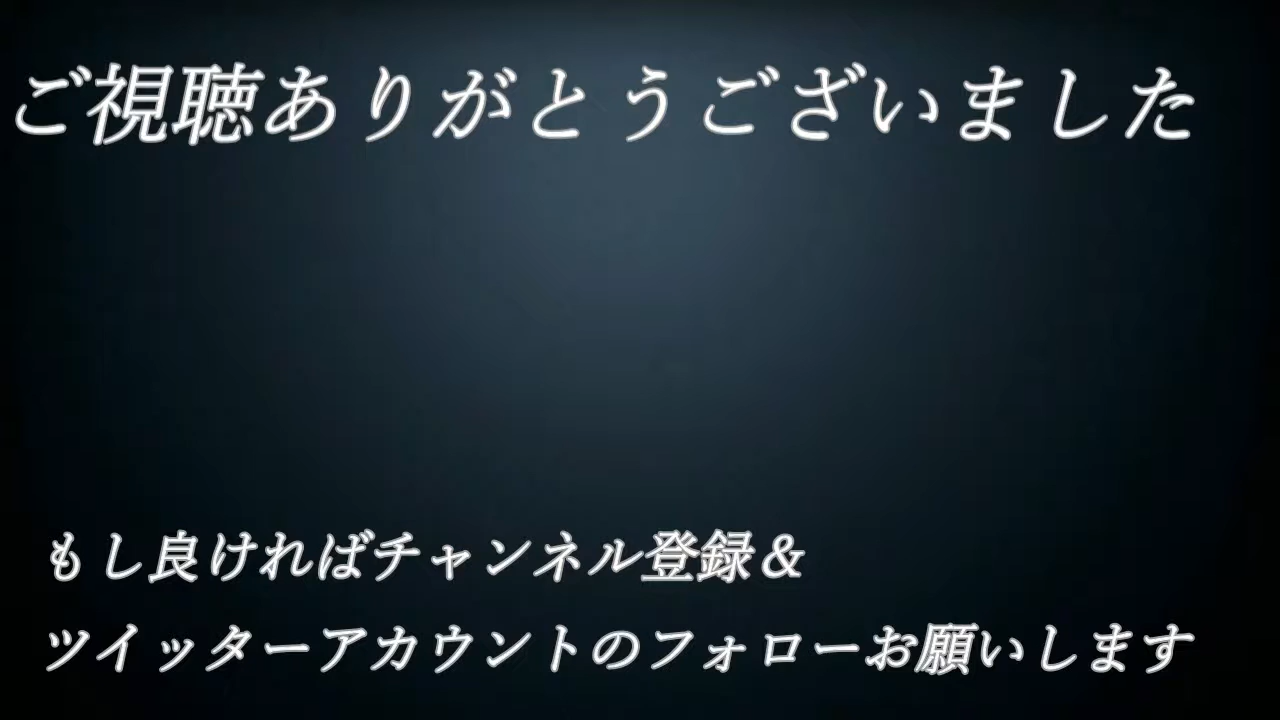 ご視聴ありがとうございました
もし良ければチャンネル登録＆
ツイッターアカウントのフォローお願いします